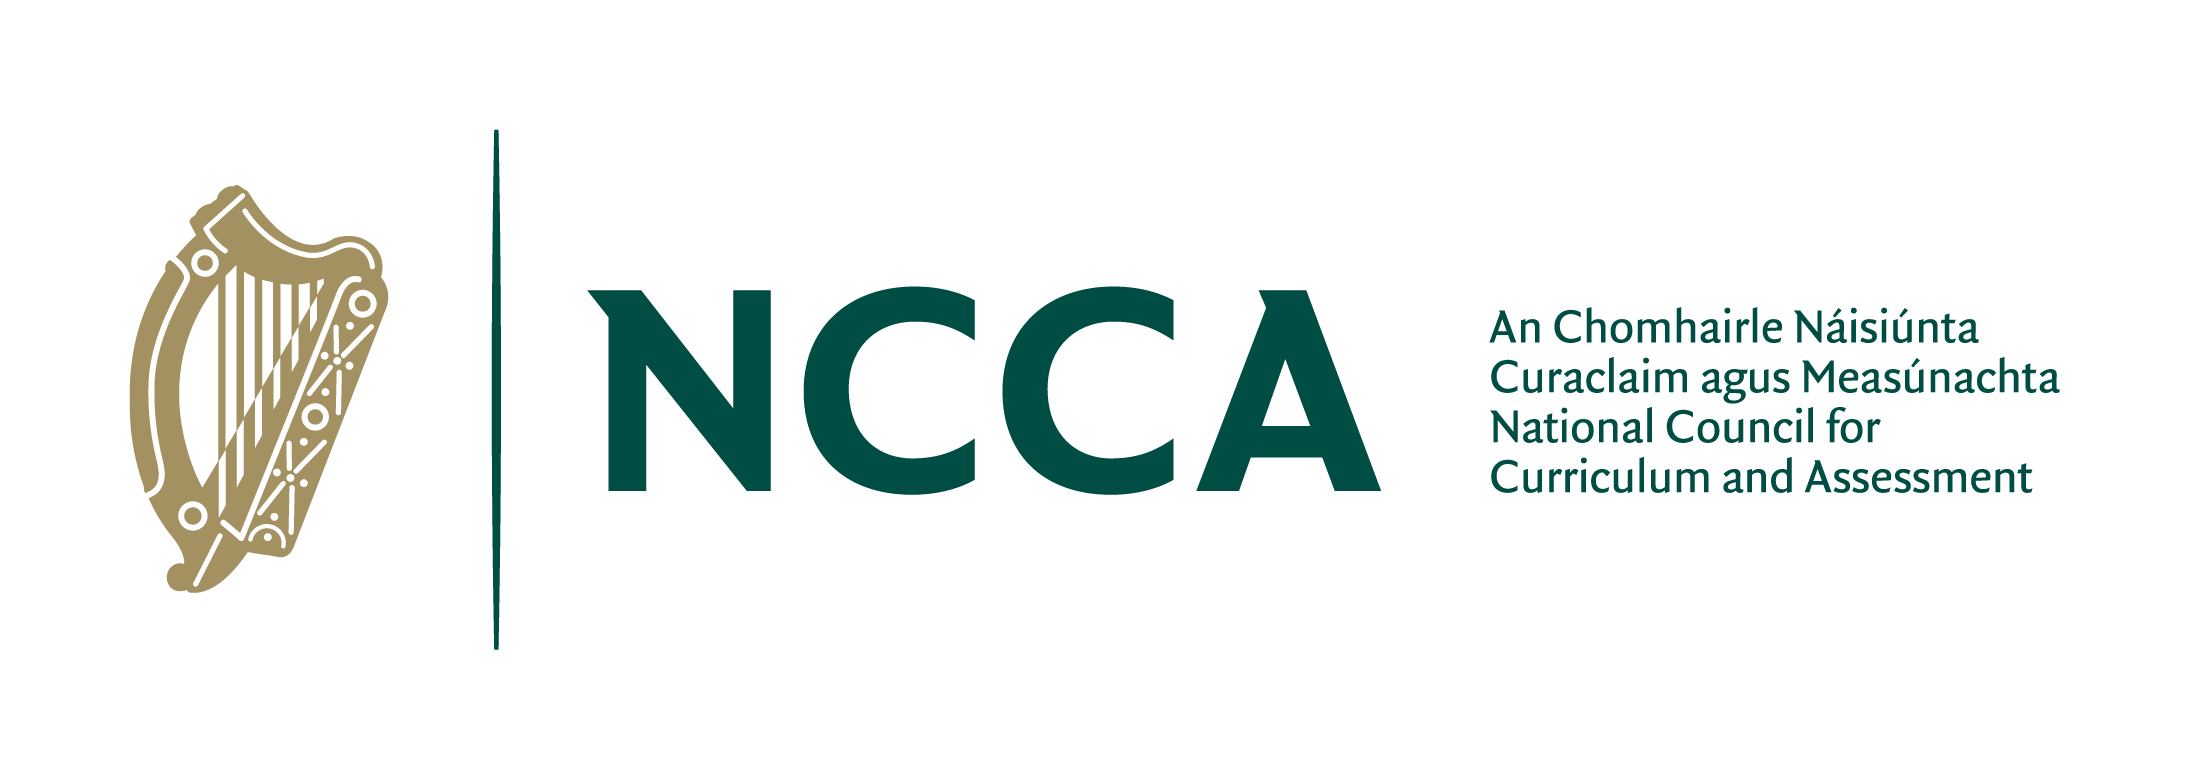 NCCA
An Chomhairle Náisiúnta
Curaclaim agus Measúnachta
National Council for
Curriculum and Assessment